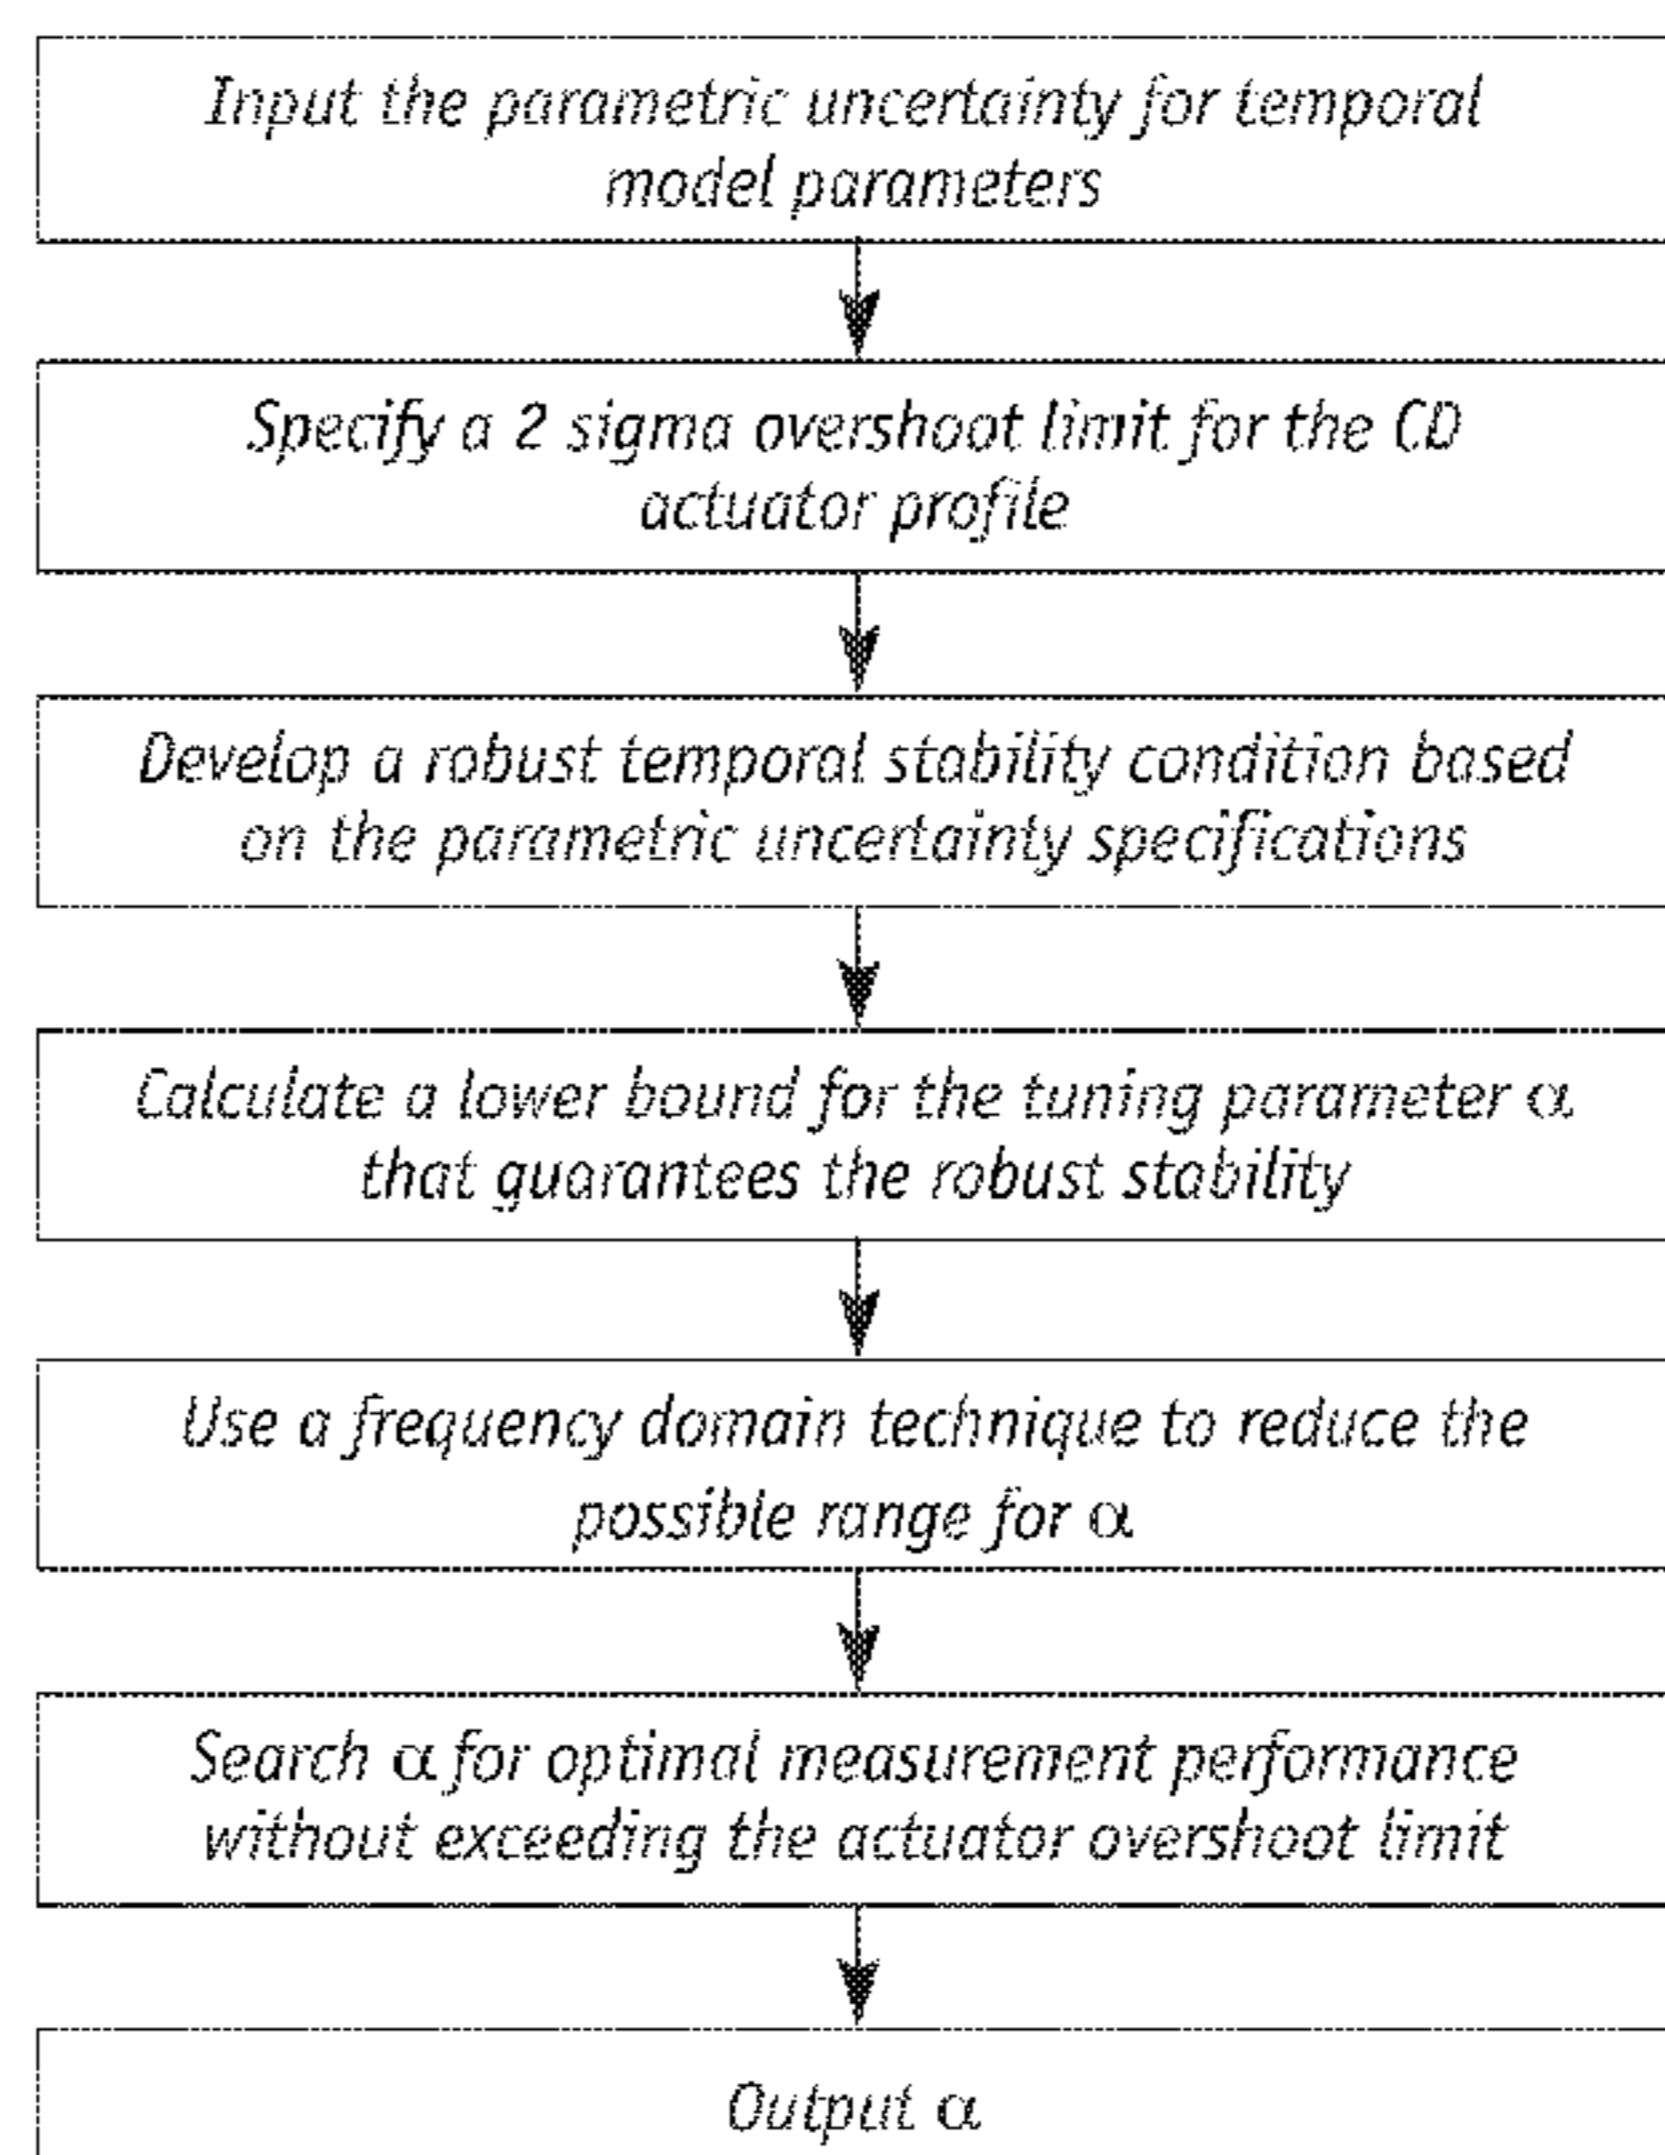 Input the parametric uncertainty for temporal
model parameters
Specify a 2 sigma overshoot limit for the CD
actuator profile
Develop a robust temporal stability condition based
on the parametric uncertainty specifications
Calculate a lower bound for the tuning parameter α
that guarantees the robust stability
Use a frequency domain technique to reduce the
possible range for α
Search α for optimal measurement performance
without exceeding the actuator overshoot limit
Output α